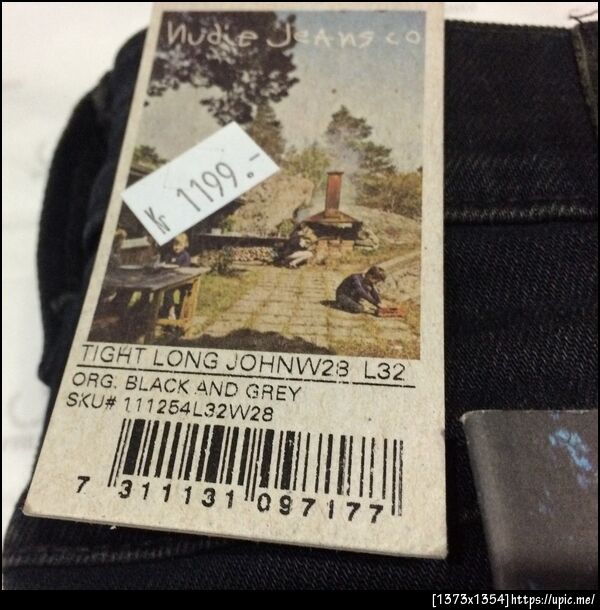 nudie Jeans co
Kr 1199.-
TIGHT LONG JOHNW28 L32
ORG. BLACK AND GREY
SKU# 111254L32W28
7 311131 097177
[1373x1354]https://upic.me/